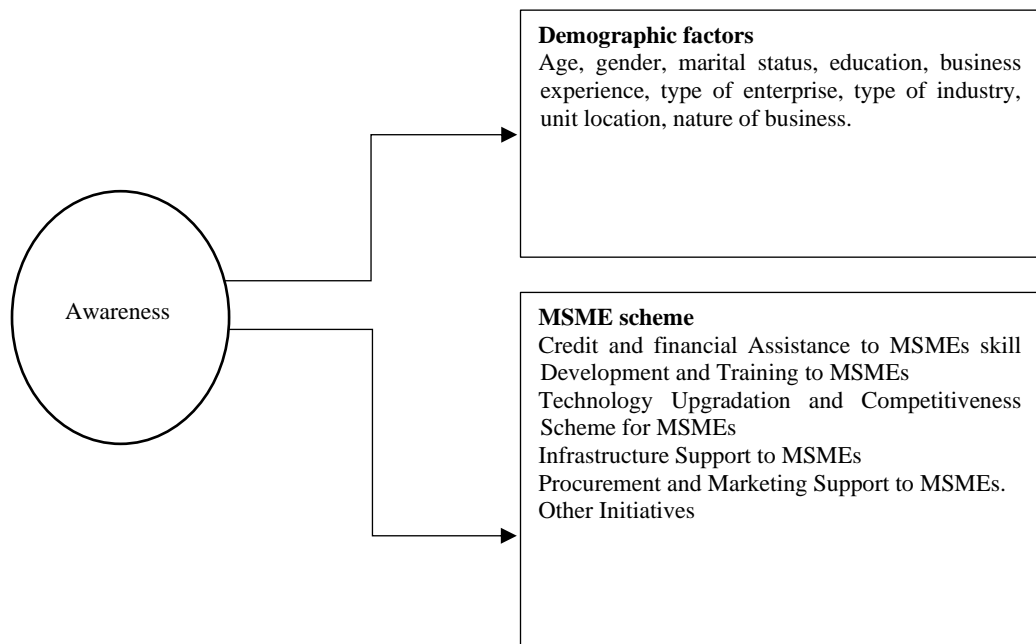 Demographic factors
Age, gender, marital status, education, business
experience, type of enterprise, type of industry,
unit location, nature of business.
Awareness
MSME scheme
Credit and financial Assistance to MSMEs skill
Development and Training to MSMEs
Technology Upgradation and Competitiveness
Scheme for MSMEs
Infrastructure Support to MSMEs
Procurement and Marketing Support to MSMEs.
Other Initiatives